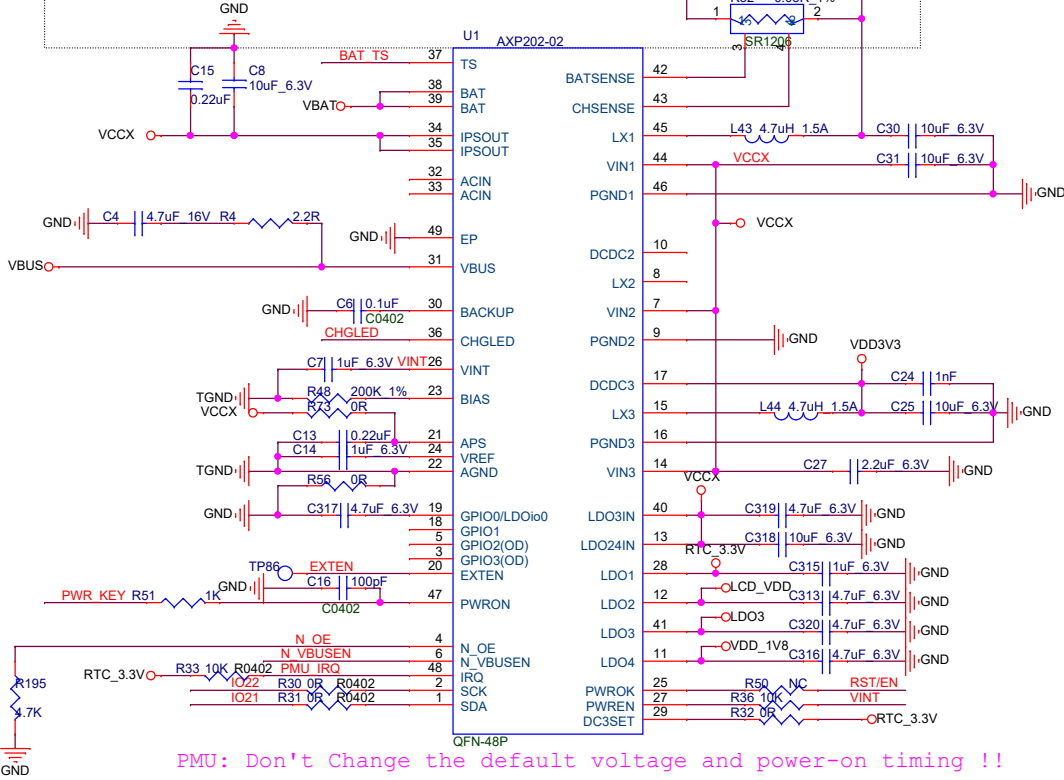 GND
1
2
SR1206
3
4
U1
AXP202-02
C15
0.22uF
C8
10uF_6.3V
VCCX
VBAT
BAT_TS
37
TS
38
BAT
39
BAT
34
IPSOUT
35
IPSOUT
32
ACIN
33
ACIN
GND
C4
4.7uF_16V
R4
2.2R
GND
49
EP
VBUS
31
VBUS
GND
C6
0.1uF
C0402
30
BACKUP
CHGLED
36
CHGLED
C7
1uF_6.3V
VINT
26
VINT
TGND
R48
200K_1%
23
BIAS
VCCX
R73
0R
C13
0.22uF
21
APS
C14
1uF_6.3V
24
VREF
TGND
22
AGND
R56
0R
GND
C317
4.7uF_6.3V
19
GPIO0/LDOio0
18
GPIO1
5
GPIO2(OD)
3
GPIO3(OD)
TP86
EXTEN
20
EXTEN
GND
C16
100pF
C0402
PWR_KEY
R51
1K
47
PWRON
N_OE
4
N_OE
N_VBUSEN
6
N_VBUSEN
RTC_3.3V
R33
10K
R0402
PMU_IRQ
48
IRQ
IO22
R30
0R
R0402
2
SCK
IO21
R31
0R
R0402
1
SDA
R195
4.7K
GND
QFN-48P
BATSENSE
42
CHSENSE
43
LX1
45
L43
4.7uH_1.5A
C30
10uF_6.3V
VIN1
44
VCCX
C31
10uF_6.3V
PGND1
46
GND
VCCX
DCDC2
10
LX2
8
VIN2
7
PGND2
9
GND
VDD3V3
DCDC3
17
C24
1nF
LX3
15
L44
4.7uH_1.5A
C25
10uF_6.3V
GND
PGND3
16
VIN3
14
C27
2.2uF_6.3V
GND
VCCX
LDO3IN
40
C319
4.7uF_6.3V
GND
LDO24IN
13
C318
10uF_6.3V
GND
RTC_3.3V
LDO1
28
C315
1uF_6.3V
GND
LCD_VDD
LDO2
12
C313
4.7uF_6.3V
GND
LDO3
LDO3
41
C320
4.7uF_6.3V
GND
VDD_1V8
LDO4
11
C316
4.7uF_6.3V
GND
PWROK
25
R50
NC
RST/EN
PWREN
27
R36
10K
VINT
DC3SET
29
R32
0R
RTC_3.3V
PMU: Don't Change the default voltage and power-on timing !!